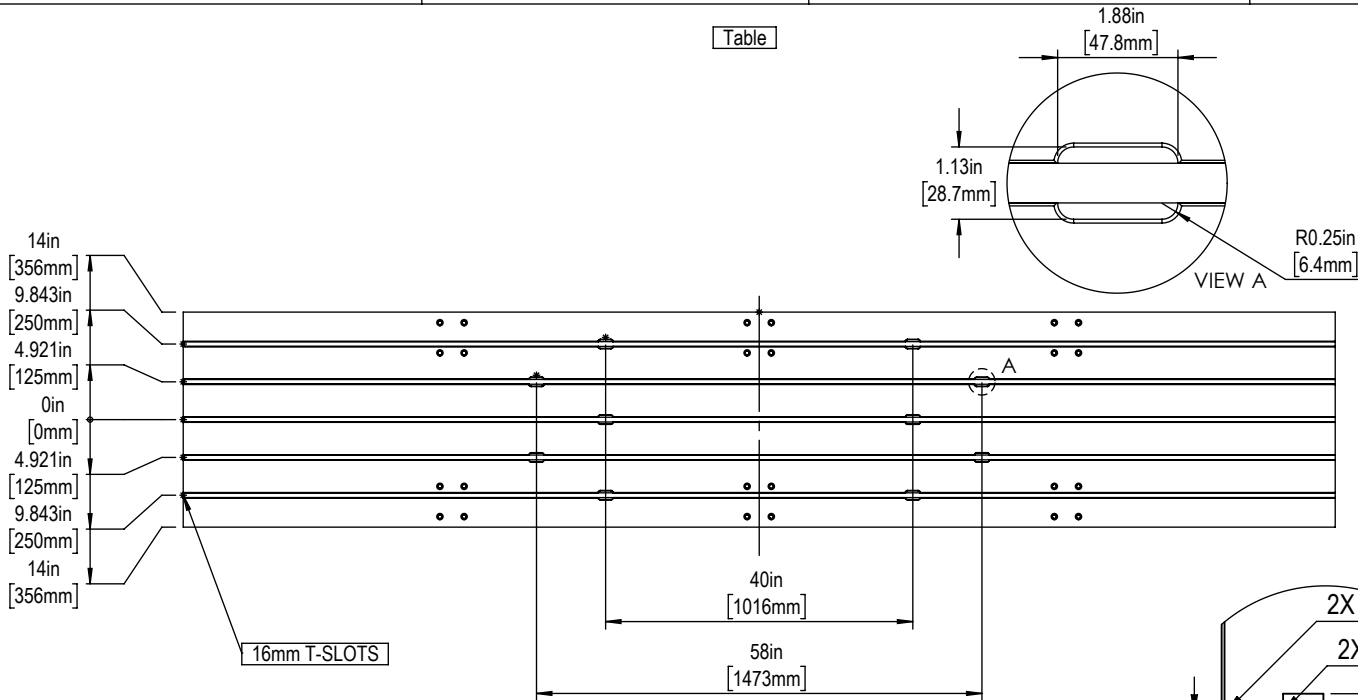 Table
1.88in
[47.8mm]
1.13in
[28.7mm]
R0.25in
[6.4mm]
VIEW A
14in
[356mm]
9.843in
[250mm]
4.921in
[125mm]
0in
[0mm]
4.921in
[125mm]
9.843in
[250mm]
14in
[356mm]
A
40in
[1016mm]
58in
[1473mm]
16mm T-SLOTS
2X
2X